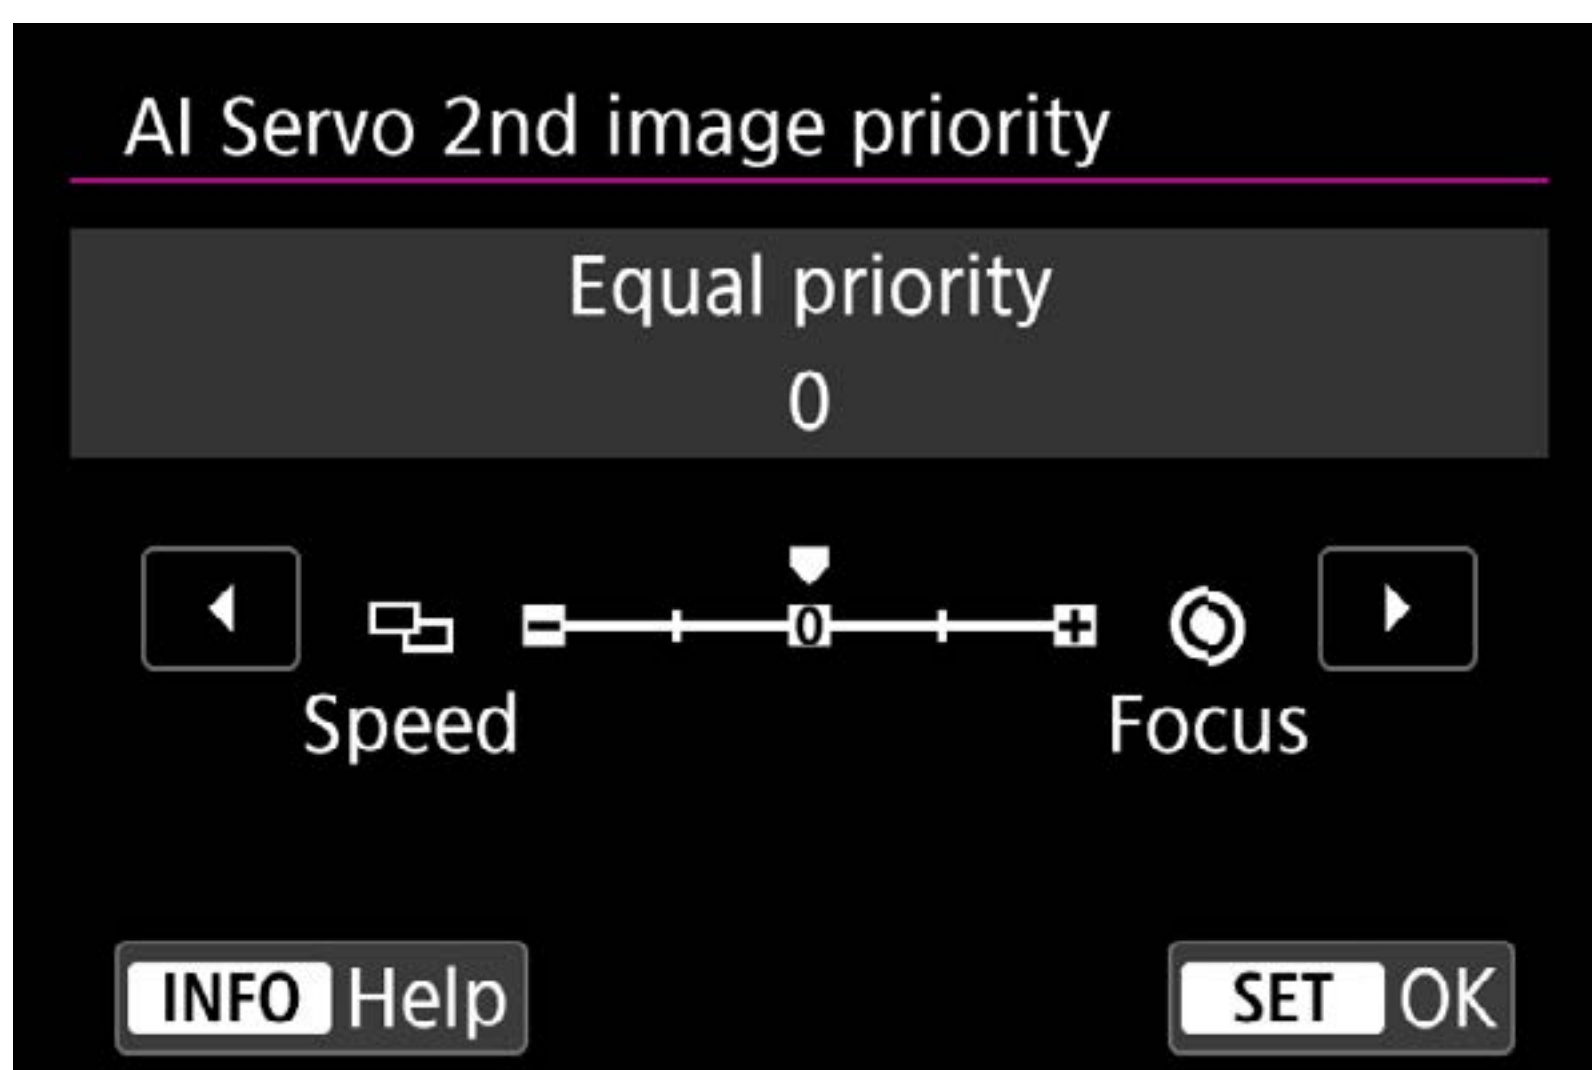 AI Servo 2nd image priority
Equal priority
0
− 0 +
Speed Focus
INFO Help SET OK